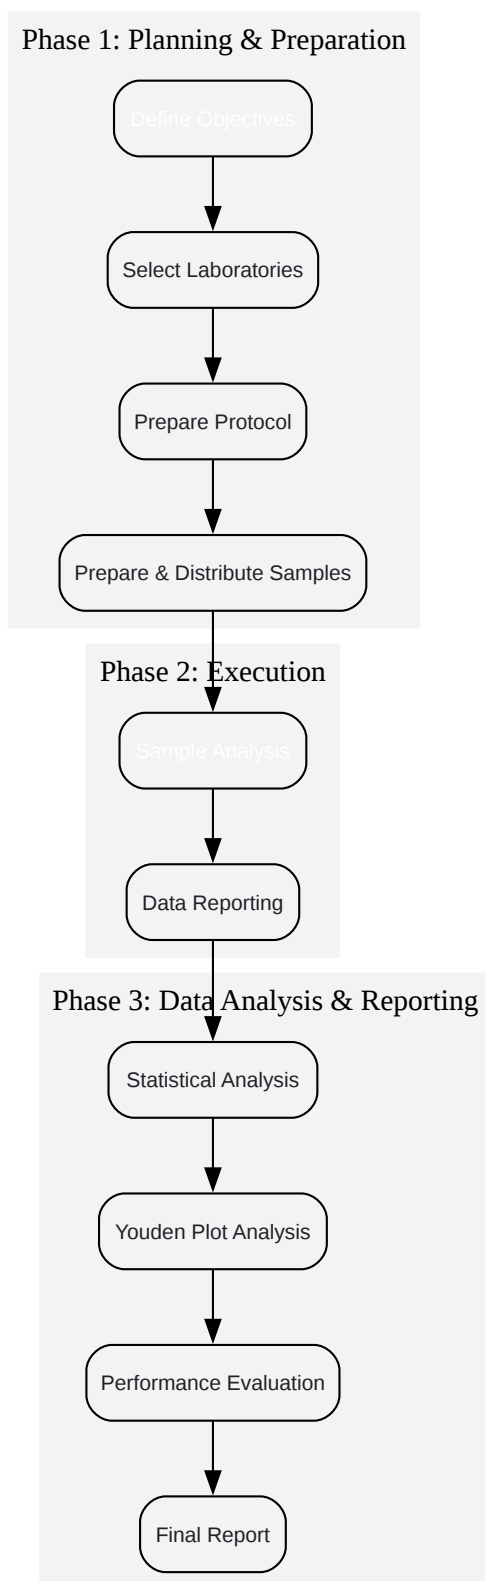 Phase 1: Planning & Preparation
Define Objectives
Select Laboratories
Prepare Protocol
Prepare & Distribute Samples
Phase 2: Execution
Sample Analysis
Data Reporting
Phase 3: Data Analysis & Reporting
Statistical Analysis
Youden Plot Analysis
Performance Evaluation
Final Report